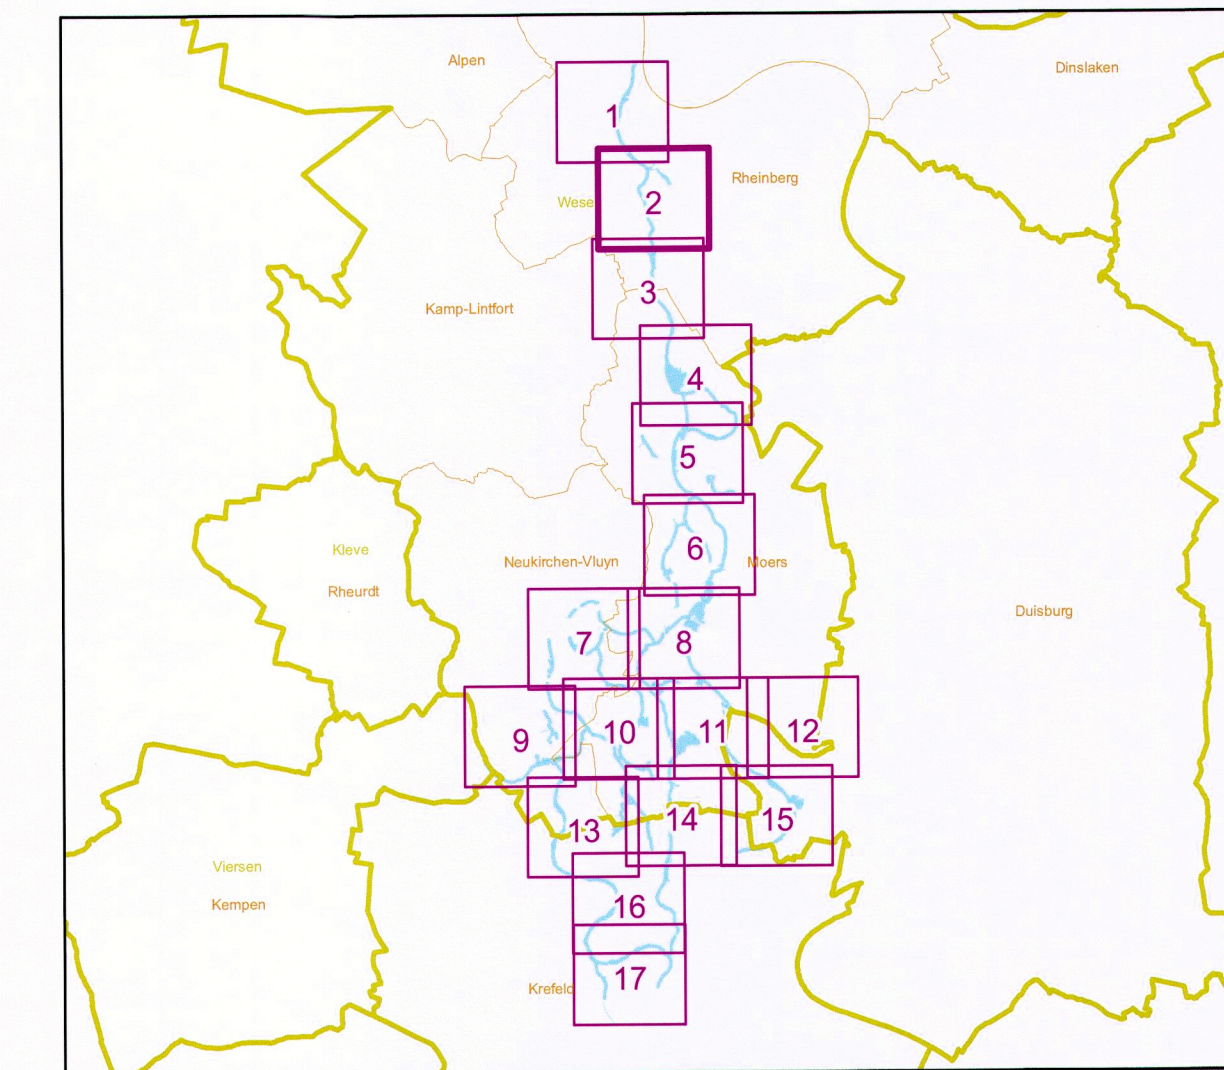 Alpen
Dinslaken
1
Rheinberg
2
Wese
3
Kamp-Lintfort
4
5
Kleve
6
Neukirchen-Vluyn
Moers
Rheurdt
Duisburg
7
8
9
10
11
12
13
14
15
Viersen
Kempen
16
17
Krefeld